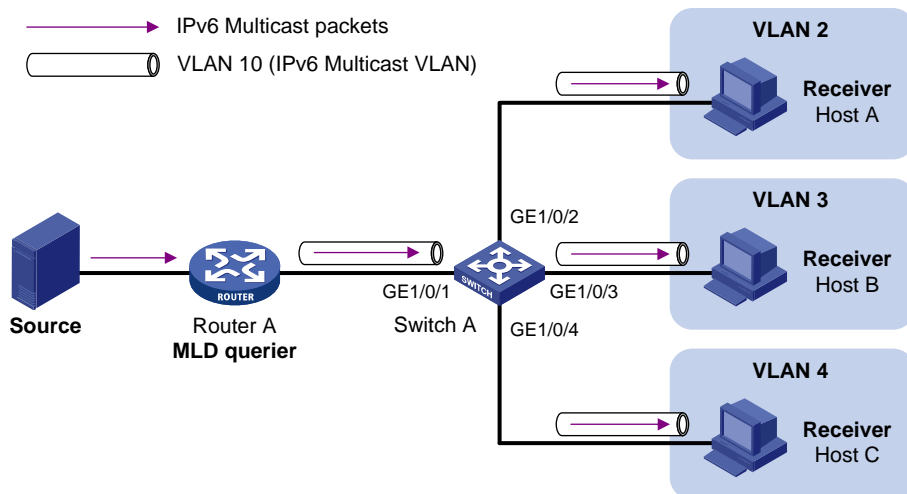 IPv6 Multicast packets
VLAN 10 (IPv6 Multicast VLAN)
VLAN 2
Receiver
Host A
GE1/0/2
VLAN 3
Receiver
Host B
Source
ROUTER
Router A
MLD querier
GE1/0/1
SWITCH
Switch A
GE1/0/3
GE1/0/4
VLAN 4
Receiver
Host C